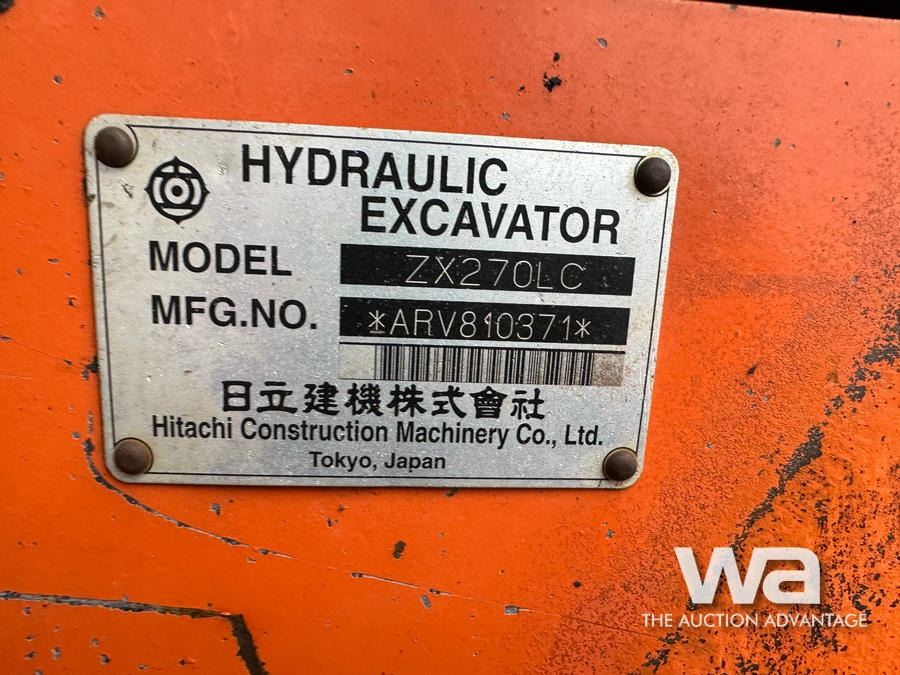 HYDRAULIC
EXCAVATOR
MODEL ZX270LC
MFG.NO. *ARV810371*
日立建機株式會社
Hitachi Construction Machinery Co., Ltd.
Tokyo, Japan
wa
THE AUCTION ADVANTAGE